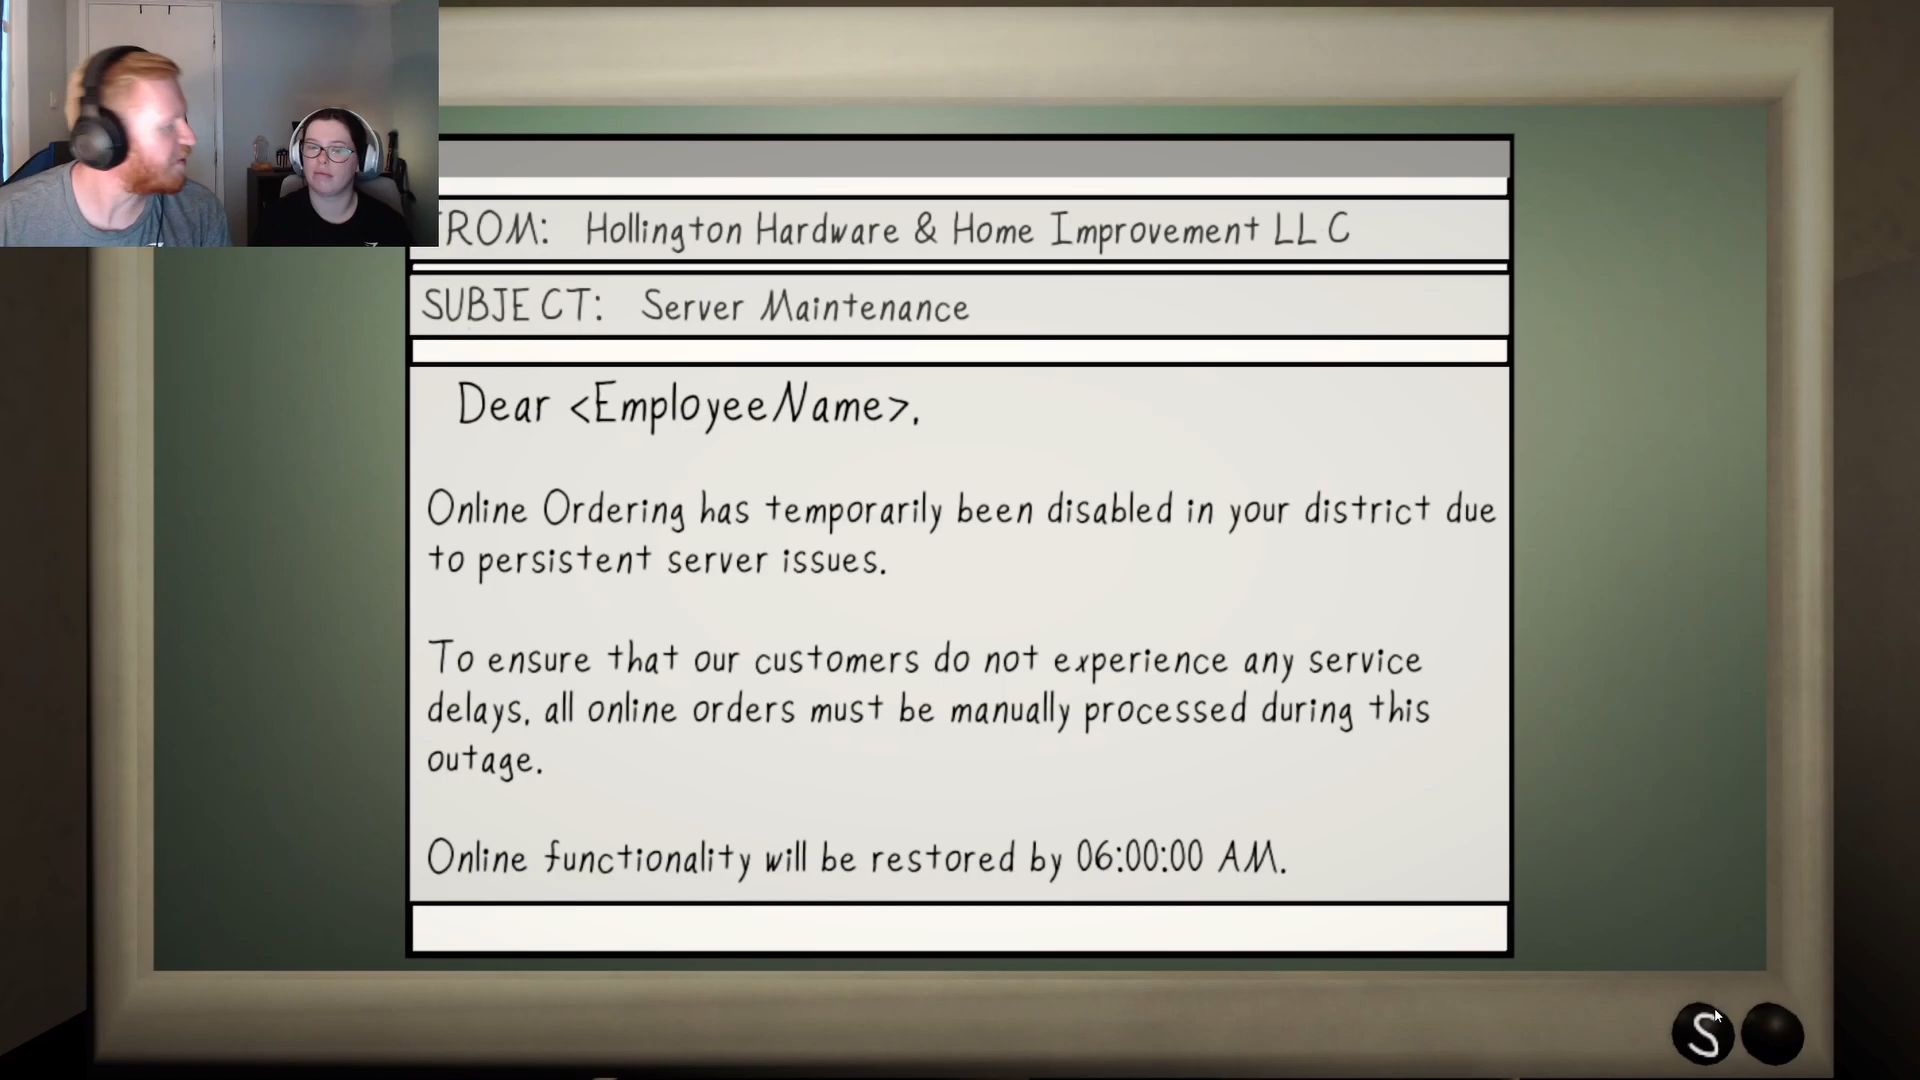 ROM: Hollington Hardware & Home Improvement LLC
SUBJECT: Server Maintenance
Dear <EmployeeName>,
Online Ordering has temporarily been disabled in your district due
to persistent server issues.
To ensure that our customers do not experience any service
delays, all online orders must be manually processed during this
outage.
Online functionality will be restored by 06:00:00 AM.
S